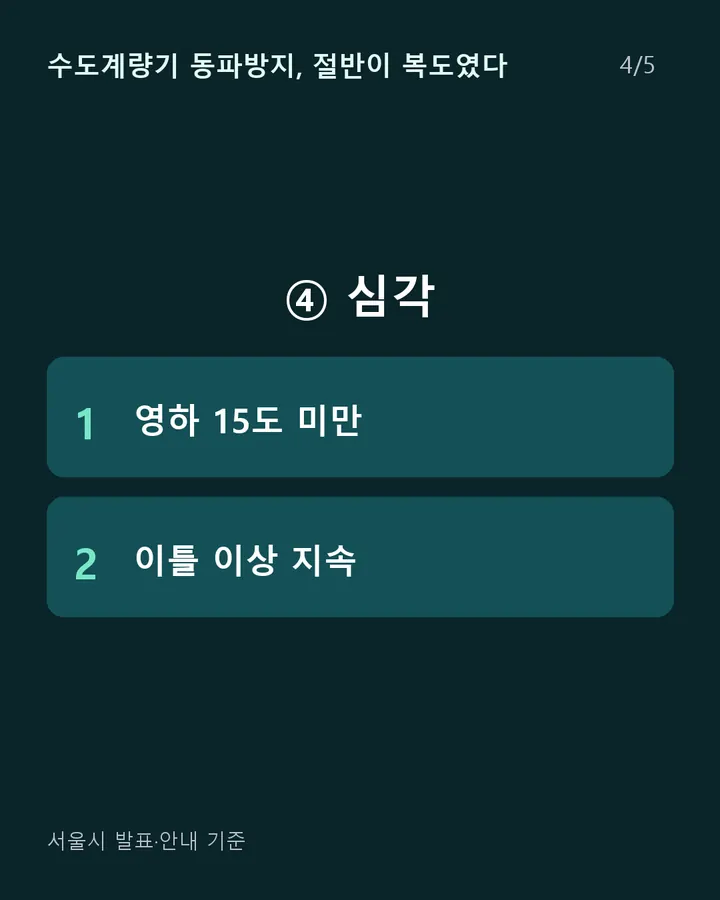 수도계량기 동파방지, 절반이 복도였다
4/5
④ 심각
1 영하 15도 미만
2 이틀 이상 지속
서울시 발표·안내 기준